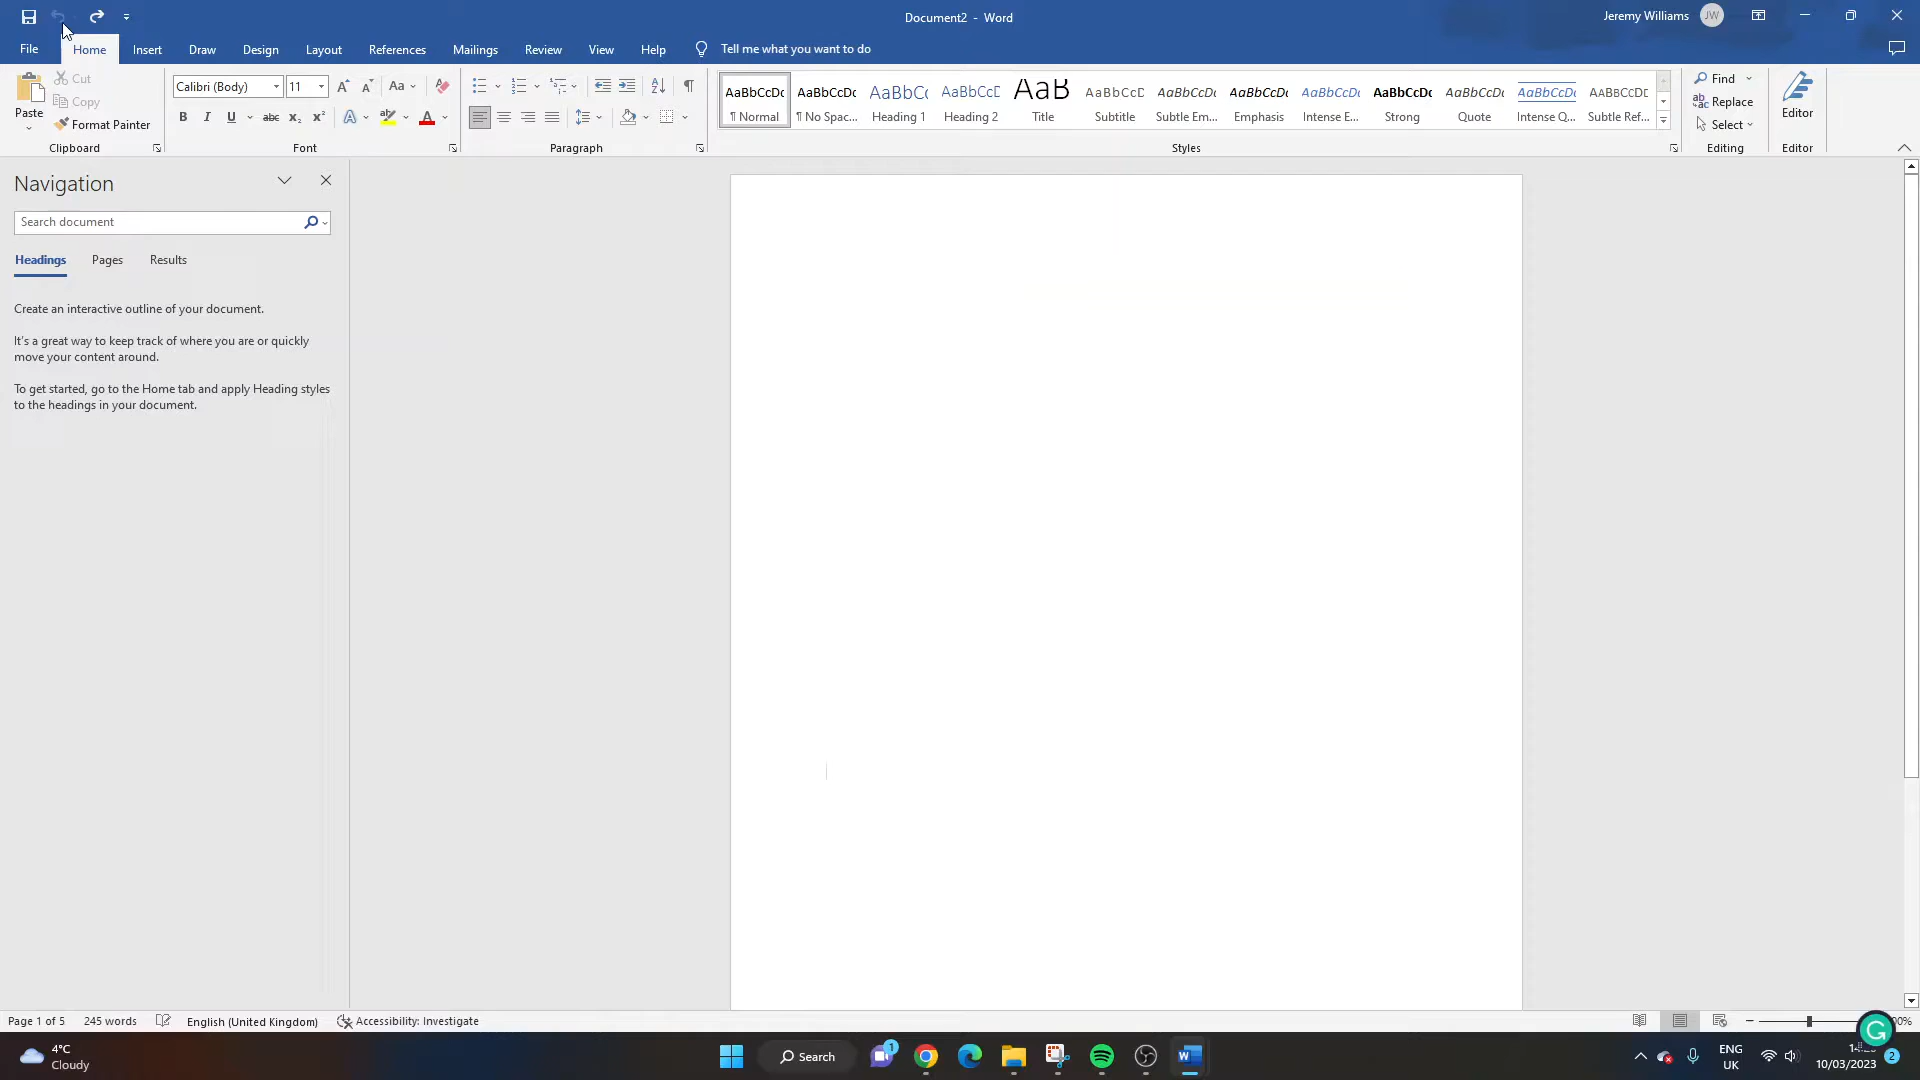 Document2 - Word
Jeremy Williams
JW
File
Home
Insert
Draw
Design
Layout
References
Mailings
Review
View
Help
Tell me what you want to do
Paste
Cut
Copy
Format Painter
Clipboard
Calibri (Body)
11
Aa
B
I
U
abc
Font
Paragraph
AaBbCcDc
¶ Normal
AaBbCcDc
¶ No Spac...
AaBbCc
Heading 1
AaBbCcD
Heading 2
AaB
Title
AaBbCcD
Subtitle
AaBbCcDc
Subtle Em...
AaBbCcDc
Emphasis
AaBbCcDc
Intense E...
AaBbCcDc
Strong
AaBbCcDc
Quote
AaBbCcDc
Intense Q...
AABBCCDE
Subtle Ref...
Styles
Find
Replace
Select
Editing
Editor
Editor
Navigation
Search document
Headings
Pages
Results
Create an interactive outline of your document.
It's a great way to keep track of where you are or quickly
move your content around.
To get started, go to the Home tab and apply Heading styles
to the headings in your document.
Page 1 of 5
245 words
English (United Kingdom)
Accessibility: Investigate
4°C
Cloudy
Search
1
ENG
UK
10/03/2023
2